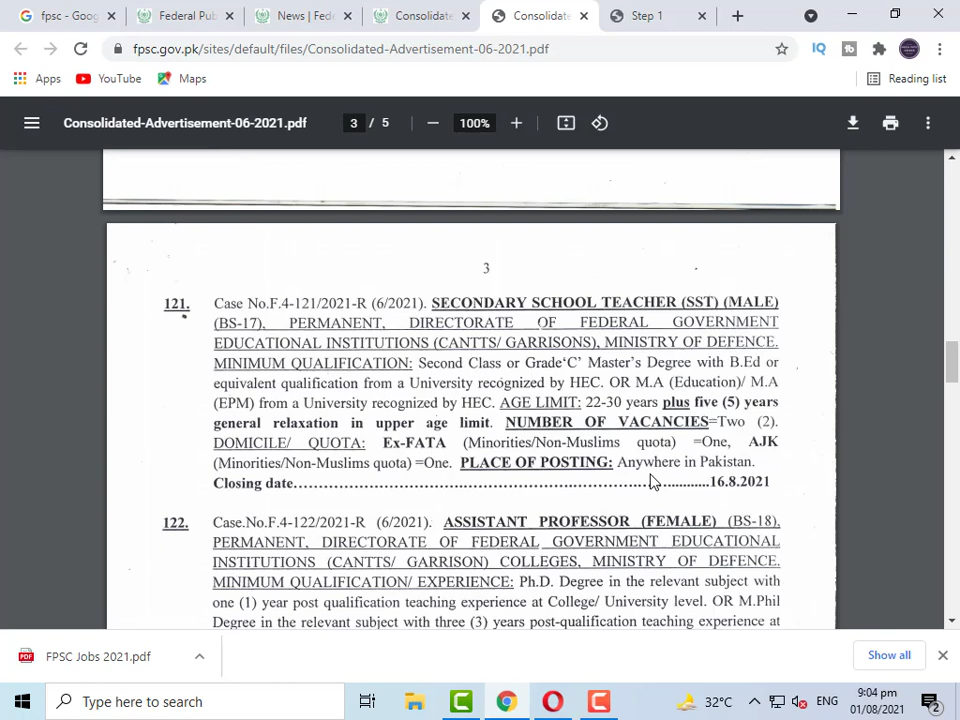 fpsc - Goog
Federal Pub
News | Fede
Consolidate
Consolidate
Step 1
fpsc.gov.pk/sites/default/files/Consolidated-Advertisement-06-2021.pdf
Apps
YouTube
Maps
Reading list
Consolidated-Advertisement-06-2021.pdf
3 / 5
100%
3
121. Case No.F.4-121/2021-R (6/2021). SECONDARY SCHOOL TEACHER (SST) (MALE)
(BS-17), PERMANENT, DIRECTORATE OF FEDERAL GOVERNMENT
EDUCATIONAL INSTITUTIONS (CANTTS/ GARRISONS), MINISTRY OF DEFENCE.
MINIMUM QUALIFICATION: Second Class or Grade‘C’ Master’s Degree with B.Ed or
equivalent qualification from a University recognized by HEC. OR M.A (Education)/ M.A
(EPM) from a University recognized by HEC. AGE LIMIT: 22-30 years plus five (5) years
general relaxation in upper age limit. NUMBER OF VACANCIES=Two (2).
DOMICILE/ QUOTA: Ex-FATA (Minorities/Non-Muslims quota) =One, AJK
(Minorities/Non-Muslims quota) =One. PLACE OF POSTING: Anywhere in Pakistan.
Closing date……………………………………………………………..........16.8.2021
122. Case.No.F.4-122/2021-R (6/2021). ASSISTANT PROFESSOR (FEMALE) (BS-18),
PERMANENT, DIRECTORATE OF FEDERAL GOVERNMENT EDUCATIONAL
INSTITUTIONS (CANTTS/ GARRISON) COLLEGES, MINISTRY OF DEFENCE.
MINIMUM QUALIFICATION/ EXPERIENCE: Ph.D. Degree in the relevant subject with
one (1) year post qualification teaching experience at College/ University level. OR M.Phil
Degree in the relevant subject with three (3) years post-qualification teaching experience at
FPSC Jobs 2021.pdf
Show all
Type here to search
32°C
ENG
9:04 pm
01/08/2021
2